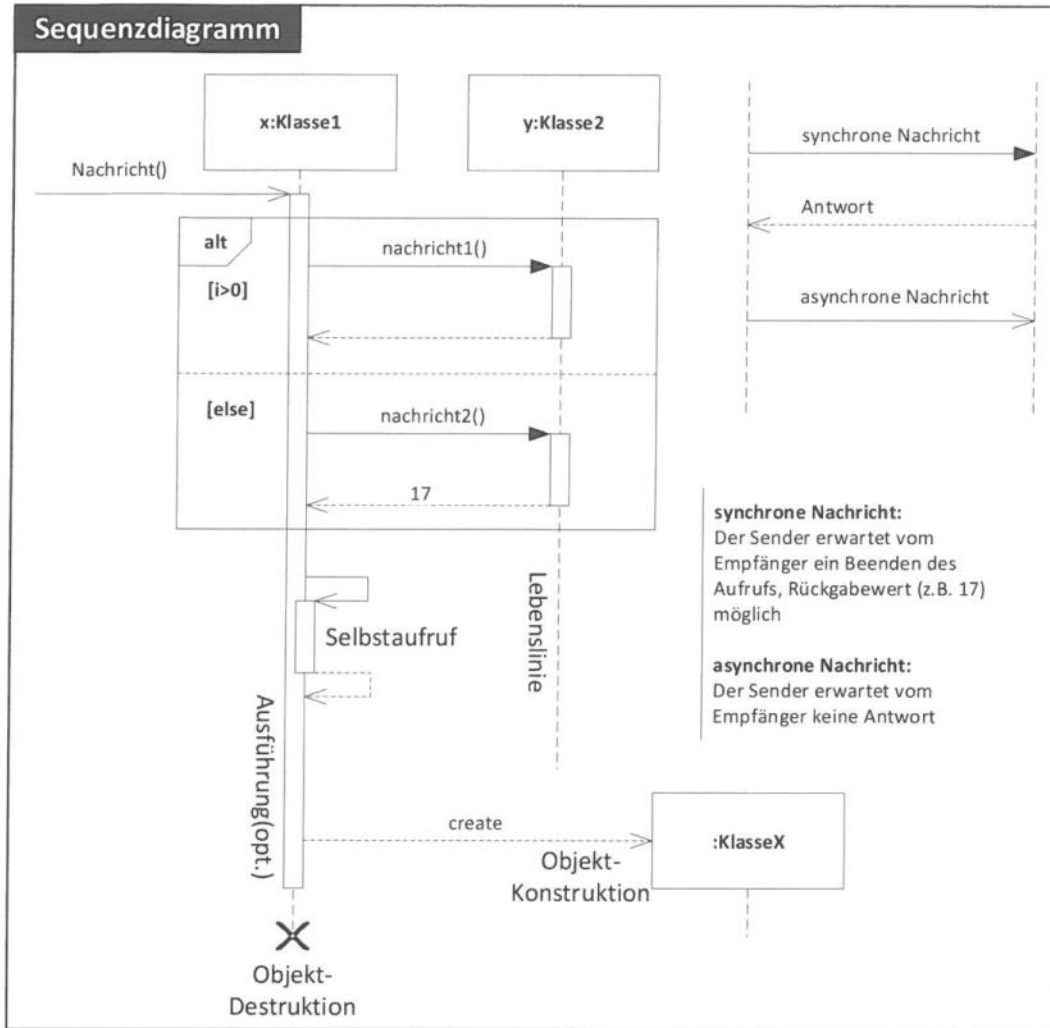 Sequenzdiagramm
x:Klasse1
y:Klasse2
synchrone Nachricht
Nachricht()
Antwort
alt
nachricht1()
[i>0]
asynchrone Nachricht
[else]
nachricht2()
17
synchrone Nachricht:
Der Sender erwartet vom
Empfänger ein Beenden des
Aufrufs, Rückgabewert (z.B. 17)
möglich
Lebenslinie
Selbstaufruf
asynchrone Nachricht:
Der Sender erwartet vom
Empfänger keine Antwort
Ausführung(opt.)
create
:KlasseX
Objekt-
Konstruktion
Objekt-
Destruktion